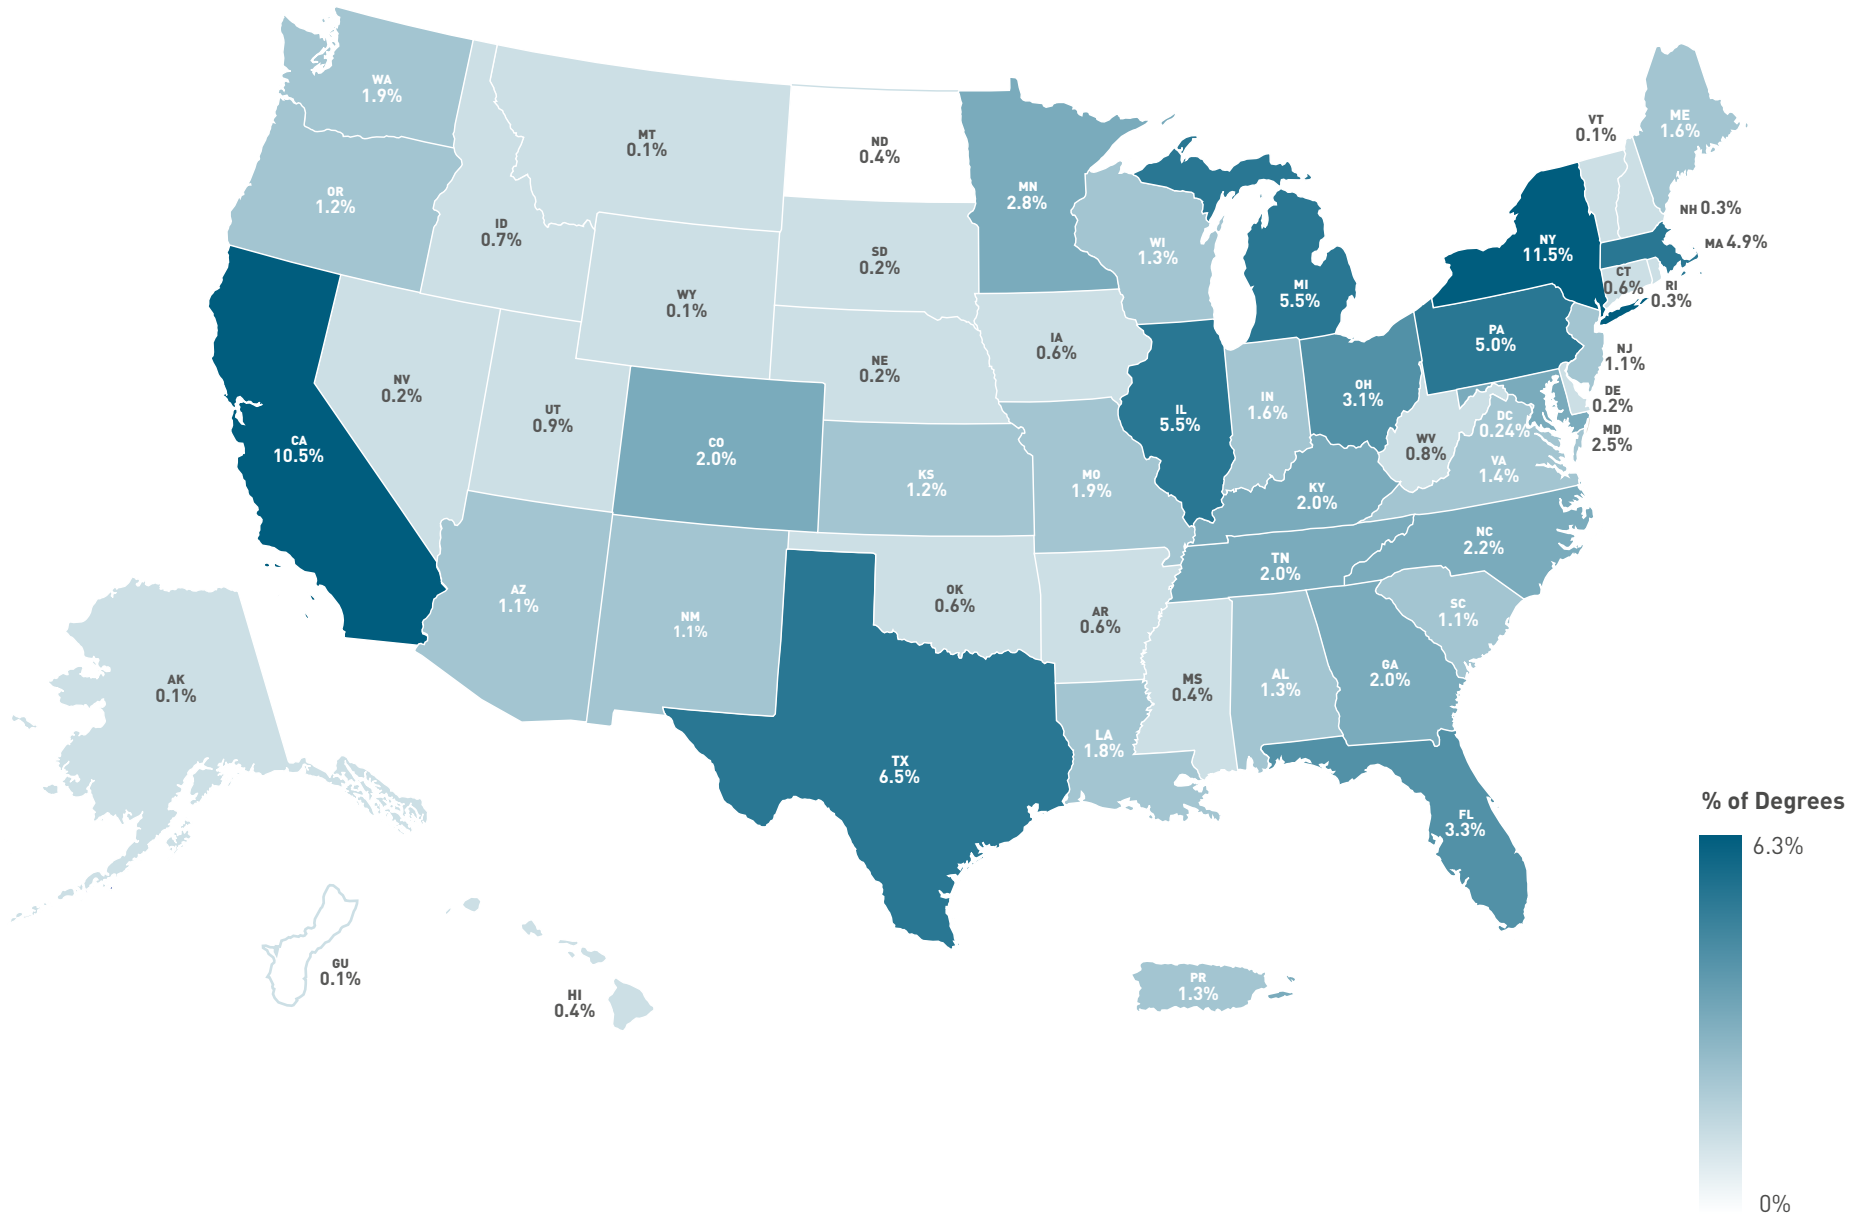 WA
1.9%
OR
1.2%
CA
10.5%
ID
0.7%
NV
0.2%
MT
0.1%
WY
0.1%
UT
0.9%
AZ
1.1%
CO
2.0%
NM
1.1%
ND
0.4%
SD
0.2%
NE
0.2%
KS
1.2%
OK
0.6%
TX
6.5%
MN
2.8%
IA
0.6%
MO
1.9%
AR
0.6%
LA
1.8%
WI
1.3%
IL
5.5%
MI
5.5%
IN
1.6%
OH
3.1%
KY
2.0%
TN
2.0%
MS
0.4%
AL
1.3%
GA
2.0%
FL
3.3%
SC
1.1%
NC
2.2%
VA
1.4%
WV
0.8%
DC
0.24%
MD
2.5%
DE
0.2%
NJ
1.1%
PA
5.0%
NY
11.5%
CT
0.6%
RI
0.3%
MA 4.9%
NH 0.3%
VT
0.1%
ME
1.6%
AK
0.1%
GU
0.1%
HI
0.4%
PR
1.3%
% of Degrees
6.3%
0%